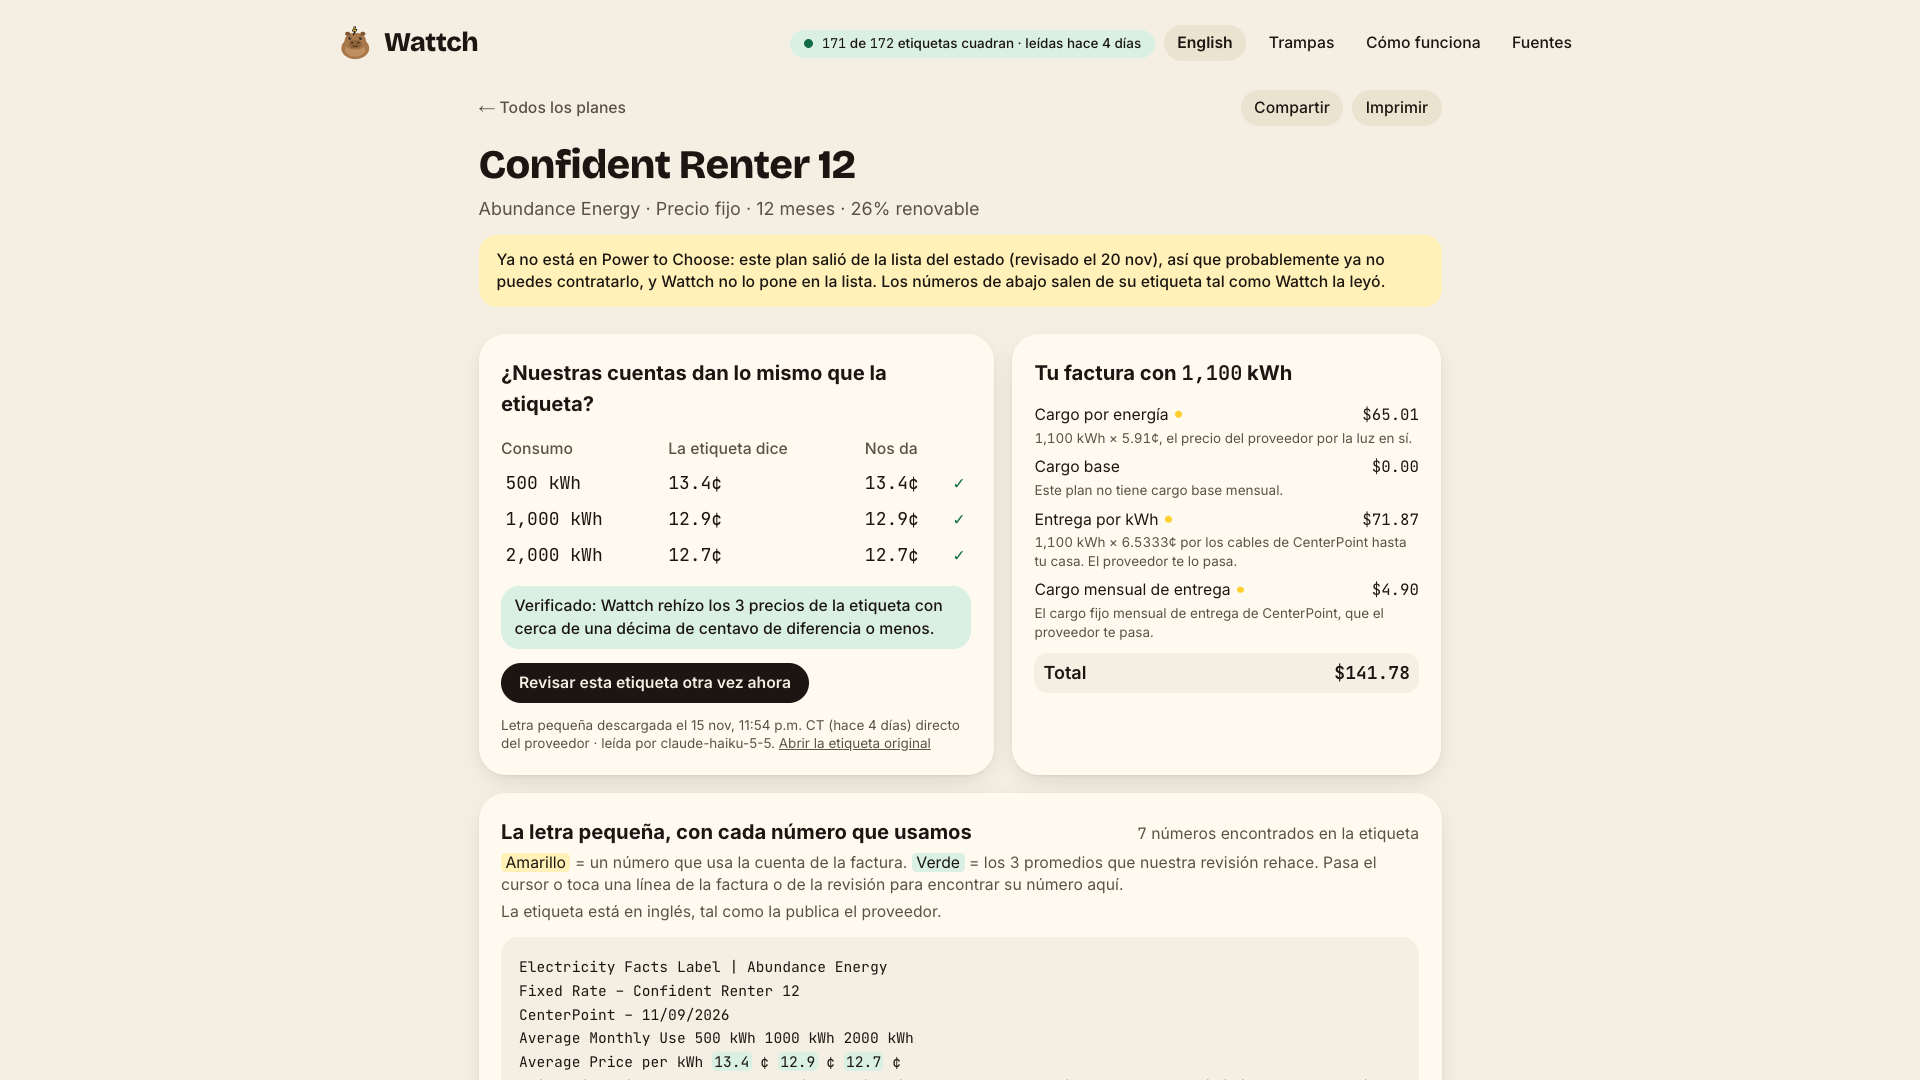 Wattch
171 de 172 etiquetas cuadran · leídas hace 4 días
English
Trampas
Cómo funciona
Fuentes
← Todos los planes
Compartir
Imprimir
Confident Renter 12
Abundance Energy · Precio fijo · 12 meses · 26% renovable
Ya no está en Power to Choose: este plan salió de la lista del estado (revisado el 20 nov), así que probablemente ya no
puedes contratarlo, y Wattch no lo pone en la lista. Los números de abajo salen de su etiqueta tal como Wattch la leyó.
¿Nuestras cuentas dan lo mismo que la
etiqueta?
Consumo La etiqueta dice Nos da
500 kWh 13.4¢ 13.4¢ ✓
1,000 kWh 12.9¢ 12.9¢ ✓
2,000 kWh 12.7¢ 12.7¢ ✓
Verificado: Wattch rehízo los 3 precios de la etiqueta con
cerca de una décima de centavo de diferencia o menos.
Revisar esta etiqueta otra vez ahora
Letra pequeña descargada el 15 nov, 11:54 p.m. CT (hace 4 días) directo
del proveedor · leída por claude-haiku-5-5. Abrir la etiqueta original
Tu factura con 1,100 kWh
Cargo por energía $65.01
1,100 kWh × 5.91¢, el precio del proveedor por la luz en sí.
Cargo base $0.00
Este plan no tiene cargo base mensual.
Entrega por kWh $71.87
1,100 kWh × 6.5333¢ por los cables de CenterPoint hasta
tu casa. El proveedor te lo pasa.
Cargo mensual de entrega $4.90
El cargo fijo mensual de entrega de CenterPoint, que el
proveedor te pasa.
Total $141.78
La letra pequeña, con cada número que usamos
7 números encontrados en la etiqueta
Amarillo = un número que usa la cuenta de la factura. Verde = los 3 promedios que nuestra revisión rehace. Pasa el
cursor o toca una línea de la factura o de la revisión para encontrar su número aquí.
La etiqueta está en inglés, tal como la publica el proveedor.
Electricity Facts Label | Abundance Energy
Fixed Rate – Confident Renter 12
CenterPoint – 11/09/2026
Average Monthly Use 500 kWh 1000 kWh 2000 kWh
Average Price per kWh 13.4 ¢ 12.9 ¢ 12.7 ¢